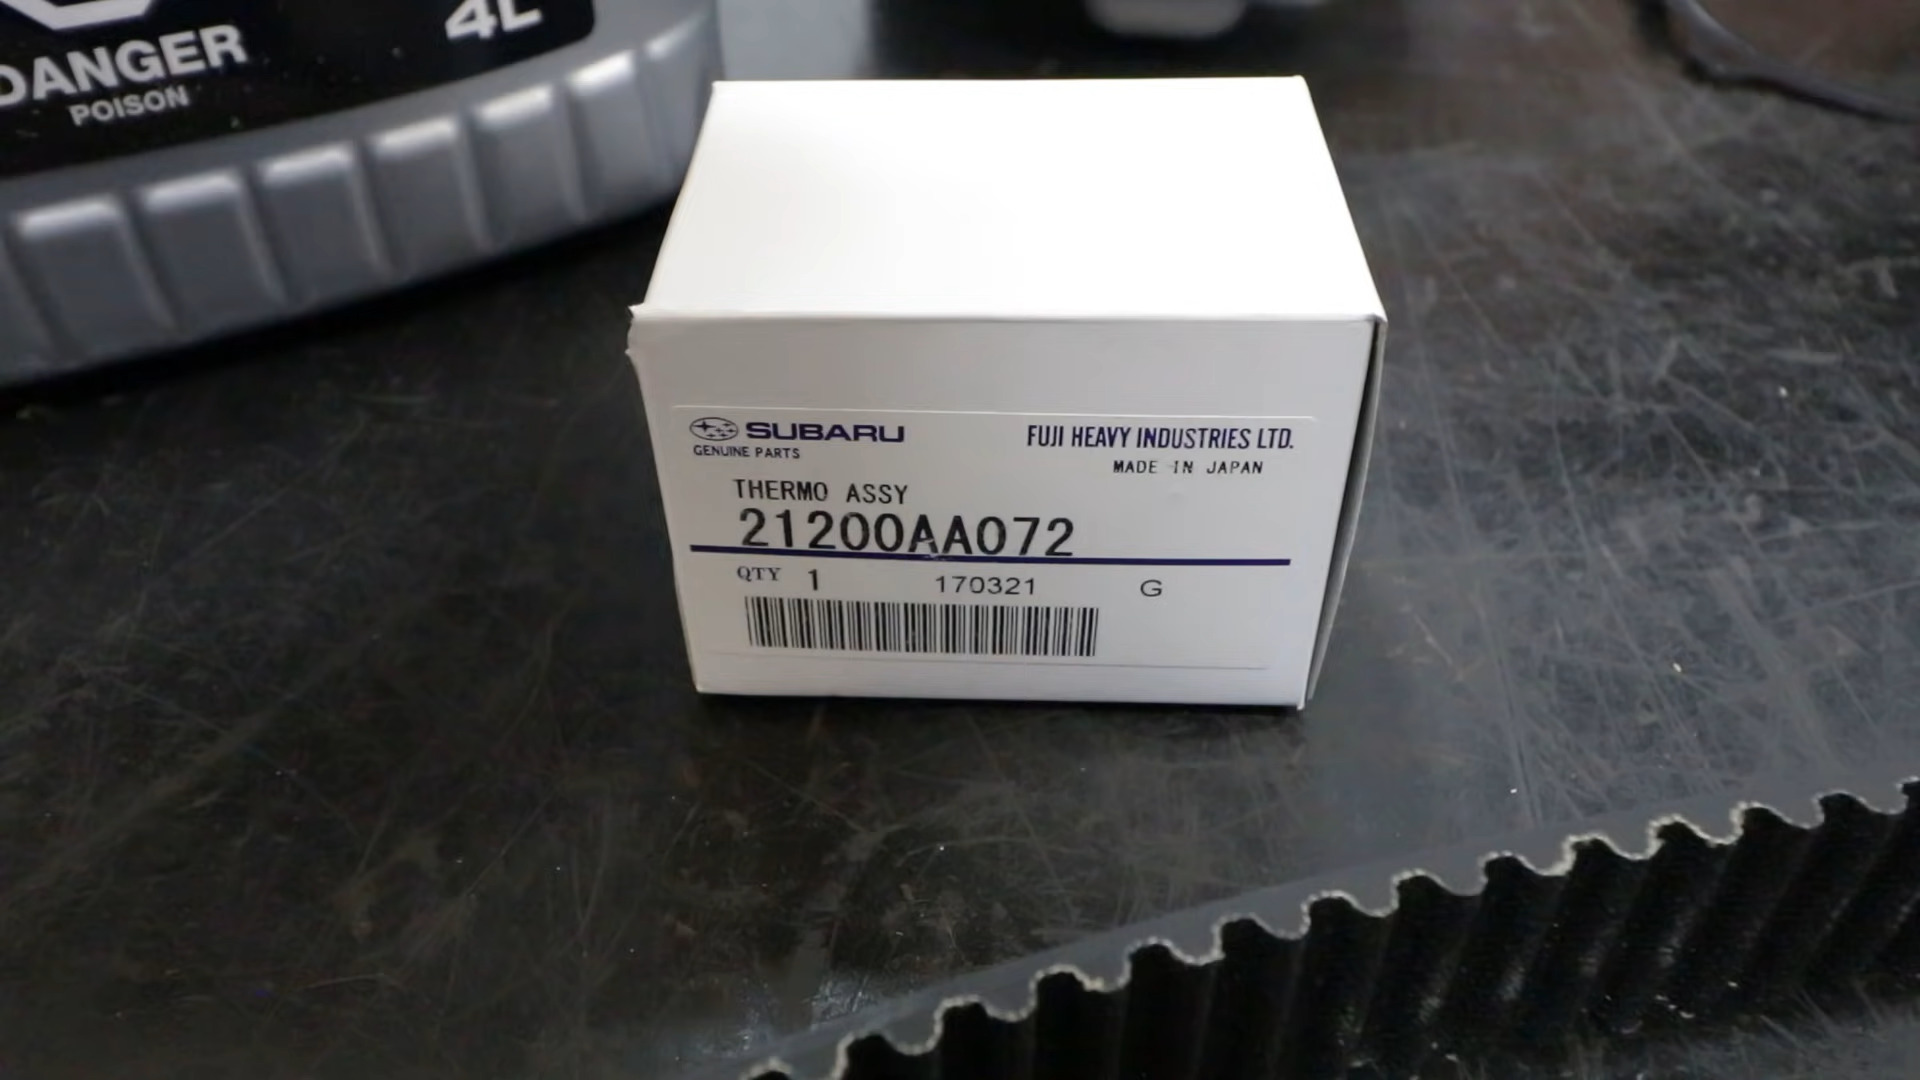 4L
DANGER
POISON
SUBARU
GENUINE PARTS
FUJI HEAVY INDUSTRIES LTD.
MADE IN JAPAN
THERMO ASSY
21200AA072
QTY 1 170321 G